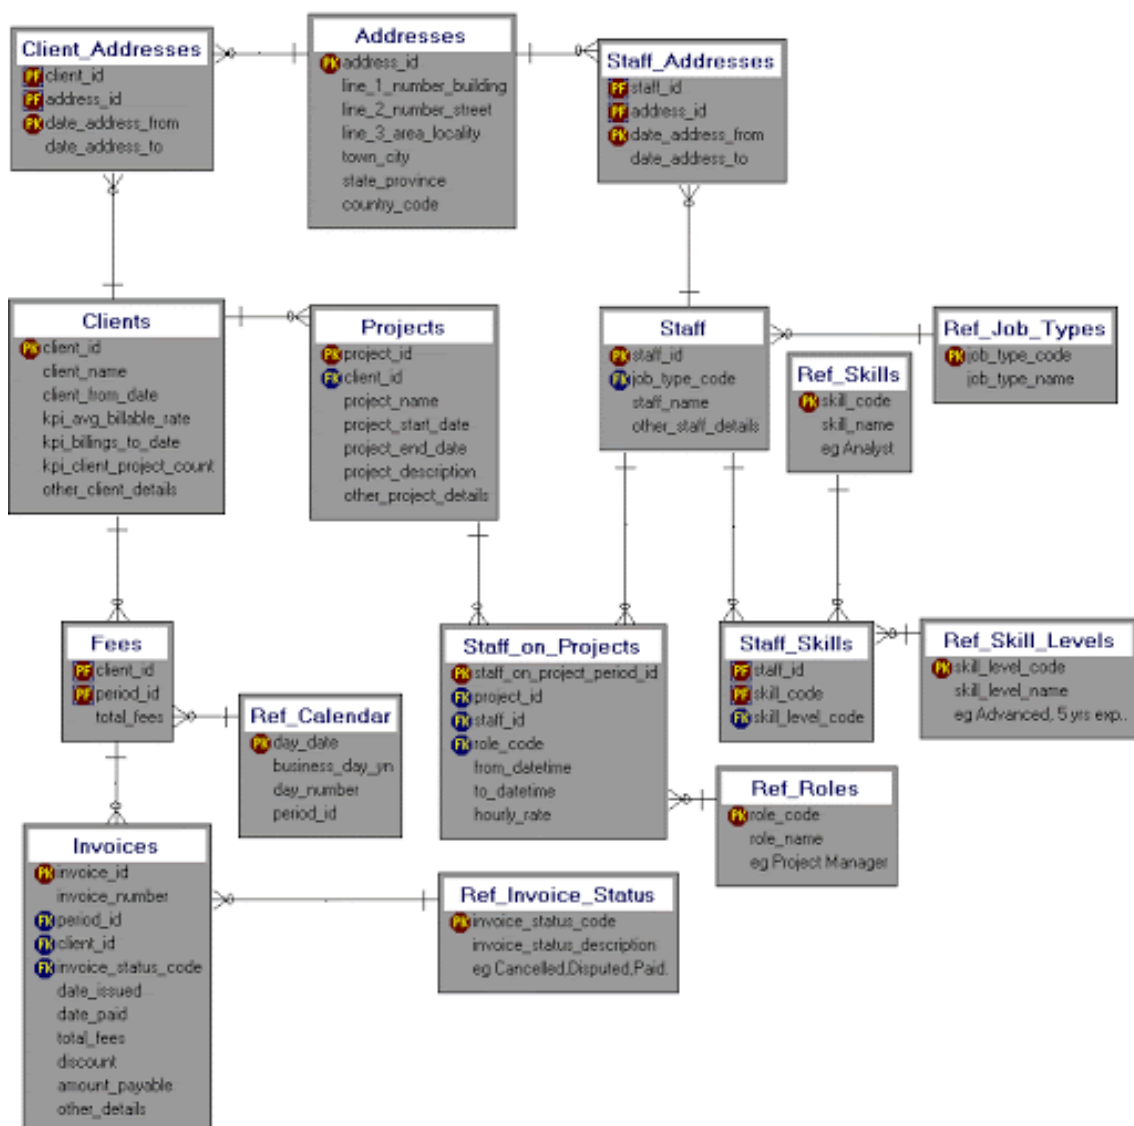 Client_Addresses
PF client_id
PF address_id
PK date_address_from
date_address_to
Addresses
PK address_id
line_1_number_building
line_2_number_street
line_3_area_locality
town_city
state_province
country_code
Staff_Addresses
PF staff_id
PF address_id
PK date_address_from
date_address_to
Clients
PK client_id
client_name
client_from_date
kpi_avg_billable_rate
kpi_billings_to_date
kpi_client_project_count
other_client_details
Projects
PK project_id
FK client_id
project_name
project_start_date
project_end_date
project_description
other_project_details
Staff
PK staff_id
FK job_type_code
staff_name
other_staff_details
Ref_Skills
PK skill_code
skill_name
eg Analyst
Ref_Job_Types
PK job_type_code
job_type_name
Fees
PF client_id
PF period_id
total_fees
Ref_Calendar
PK day_date
business_day_yn
day_number
period_id
Staff_on_Projects
PK staff_on_project_period_id
FK project_id
FK staff_id
FK role_code
from_datetime
to_datetime
hourly_rate
Staff_Skills
PF staff_id
PF skill_code
FK skill_level_code
Ref_Skill_Levels
PK skill_level_code
skill_level_name
eg Advanced, 5 yrs exp..
Ref_Roles
PK role_code
role_name
eg Project Manager
Invoices
PK invoice_id
invoice_number
FK period_id
FK client_id
FK invoice_status_code
date_issued
date_paid
total_fees
discount
amount_payable
other_details
Ref_Invoice_Status
PK invoice_status_code
invoice_status_description
eg Cancelled,Disputed,Paid.